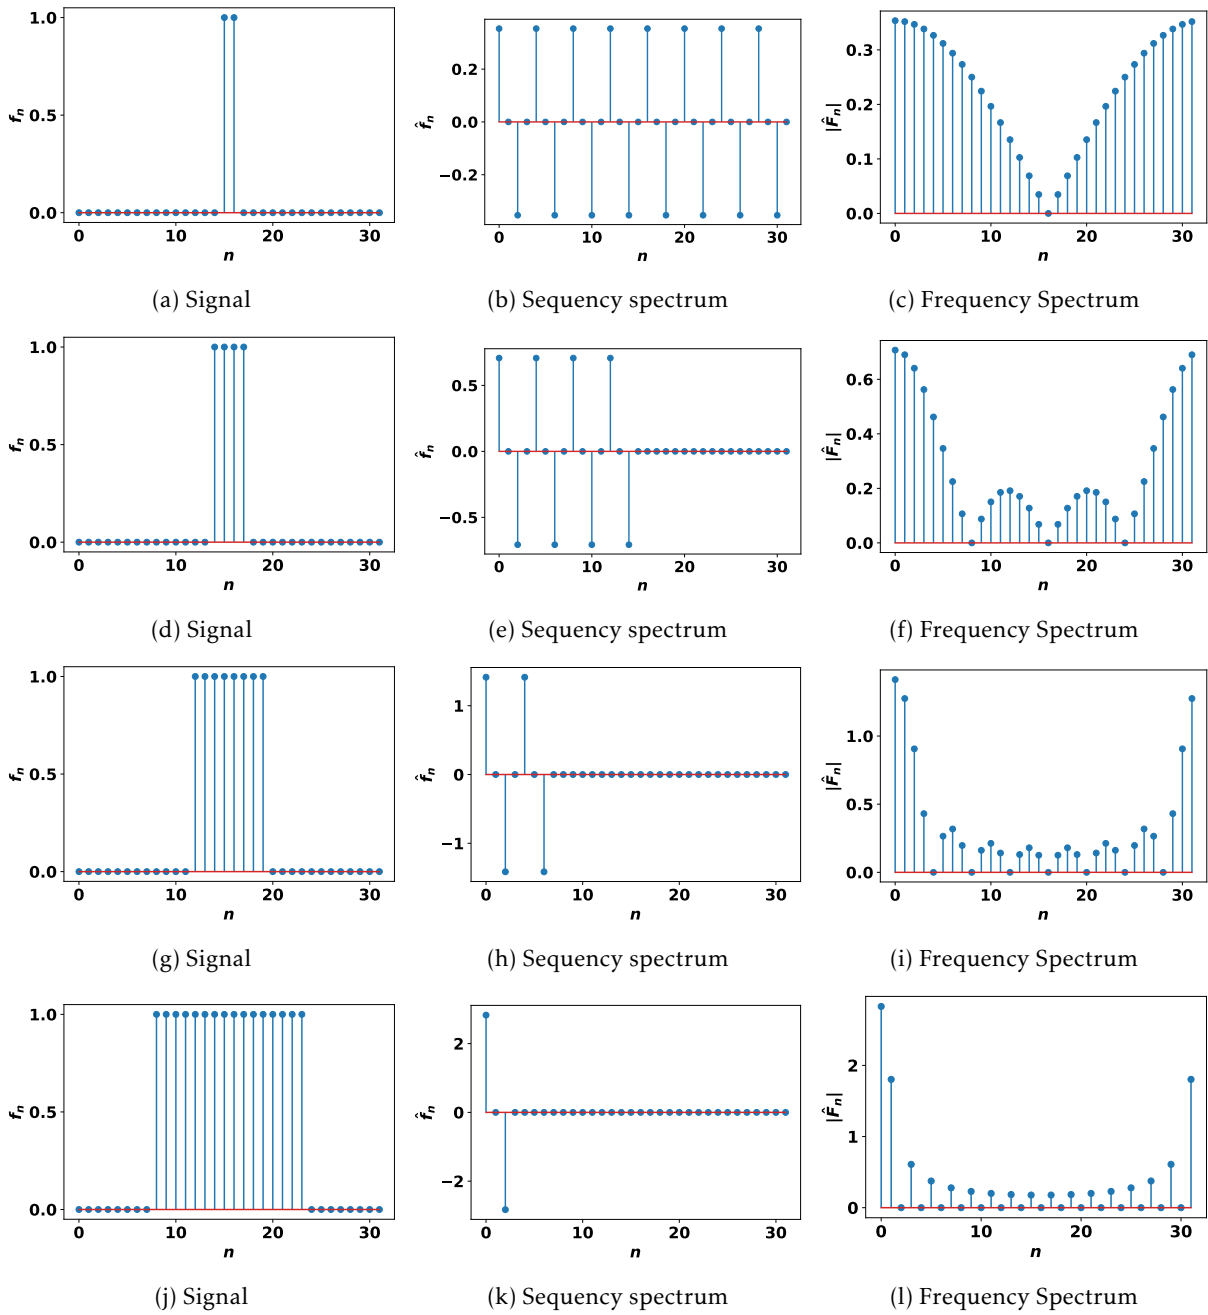 1.0
0.5
0.0
f_n
0 10 20 30
n
(a) Signal
0.2
0.0
−0.2
f̂_n
0 10 20 30
n
(b) Sequency spectrum
0.3
0.2
0.1
0.0
|F̂_n|
0 10 20 30
n
(c) Frequency Spectrum
1.0
0.5
0.0
f_n
0 10 20 30
n
(d) Signal
0.5
0.0
−0.5
f̂_n
0 10 20 30
n
(e) Sequency spectrum
0.6
0.4
0.2
0.0
|F̂_n|
0 10 20 30
n
(f) Frequency Spectrum
1.0
0.5
0.0
f_n
0 10 20 30
n
(g) Signal
1
0
−1
f̂_n
0 10 20 30
n
(h) Sequency spectrum
1.0
0.5
0.0
|F̂_n|
0 10 20 30
n
(i) Frequency Spectrum
1.0
0.5
0.0
f_n
0 10 20 30
n
(j) Signal
2
0
−2
f̂_n
0 10 20 30
n
(k) Sequency spectrum
2
1
0
|F̂_n|
0 10 20 30
n
(l) Frequency Spectrum